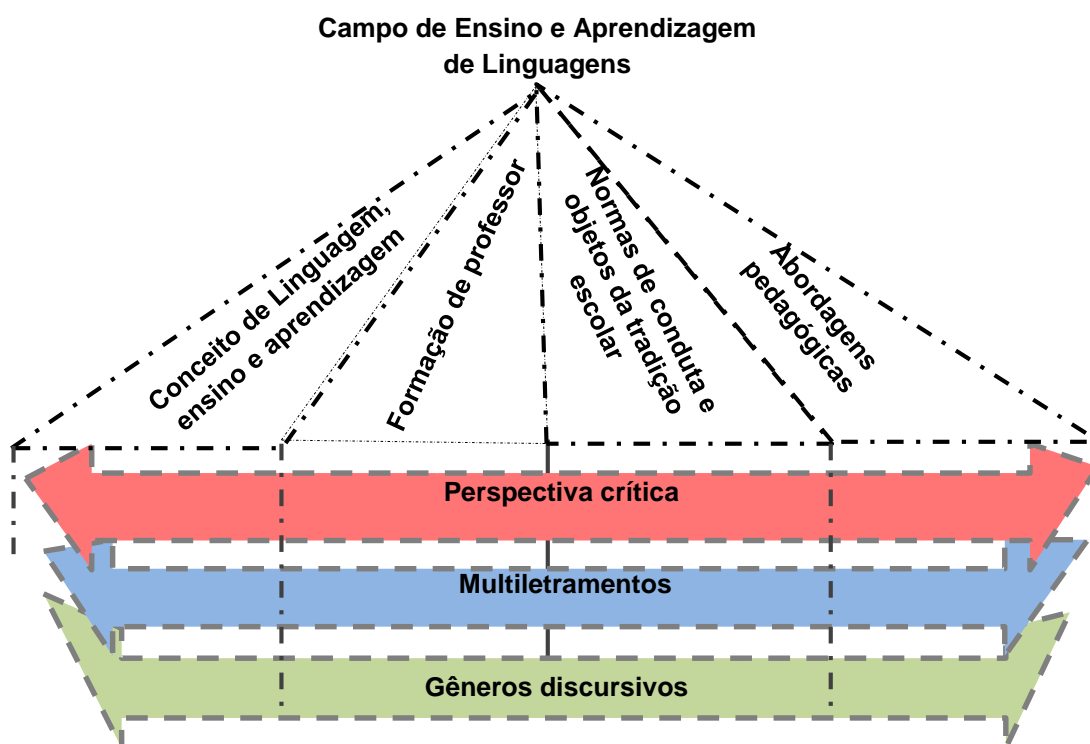 Campo de Ensino e Aprendizagem
de Linguagens
Conceito de Linguagem,
ensino e aprendizagem
Formação de professor
Normas de conduta e
objetos da tradição
escolar
Abordagens
pedagógicas
Perspectiva crítica
Multiletramentos
Gêneros discursivos